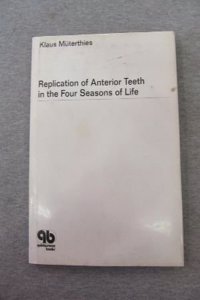 Klaus Müterthies
Replication of Anterior Teeth
in the Four Seasons of Life
qb
quintessence
books